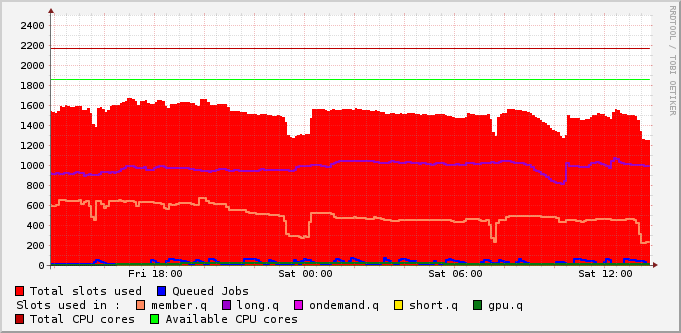 RRDTOOL / TOBI OETIKER
2400
2200
2000
1800
1600
1400
1200
1000
800
600
400
200
0
Fri 18:00 Sat 00:00 Sat 06:00 Sat 12:00
Total slots used Queued Jobs
Slots used in : member.q long.q ondemand.q short.q gpu.q
Total CPU cores Available CPU cores